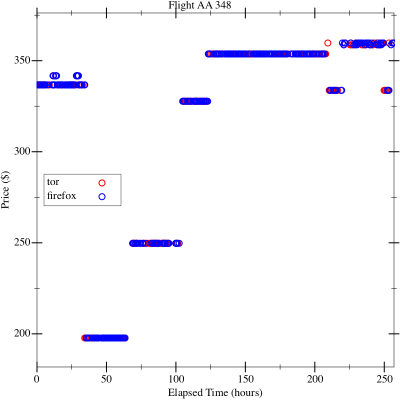 Flight AA 348
350
300
250
200
Price ($)
tor
firefox
0 50 100 150 200 250
Elapsed Time (hours)